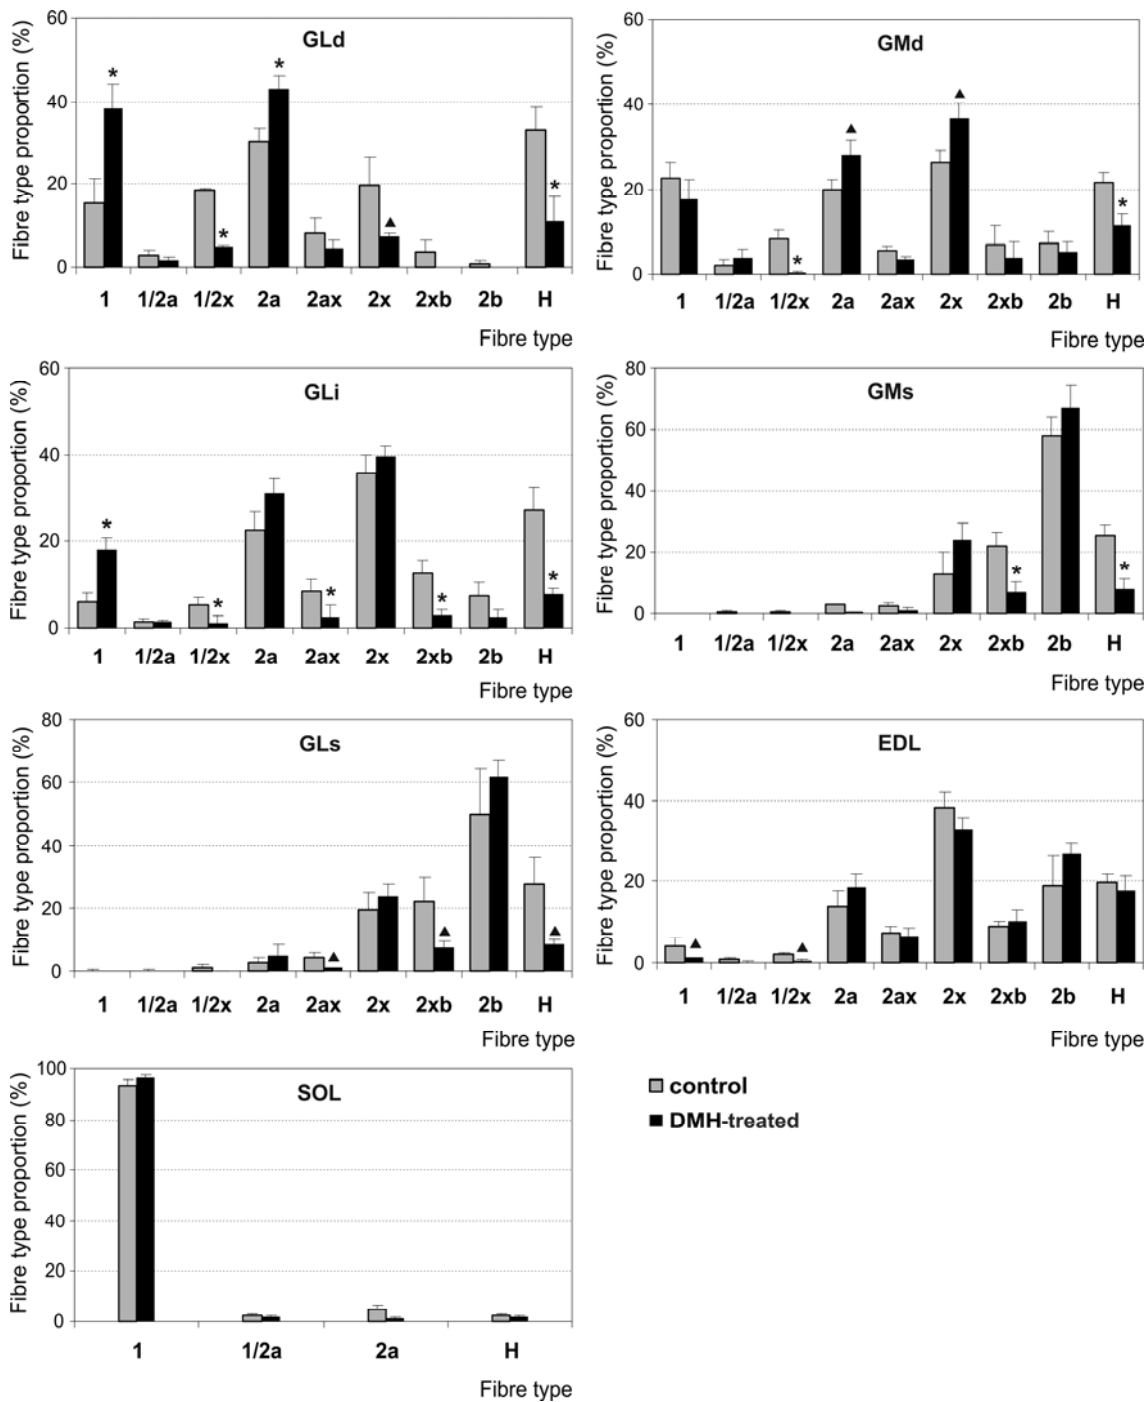 GLd
Fibre type proportion (%)
60
40
20
0
* * * ▲ *
1 1/2a 1/2x 2a 2ax 2x 2xb 2b H
Fibre type
GMd
Fibre type proportion (%)
60
40
20
0
* ▲ ▲ *
1 1/2a 1/2x 2a 2ax 2x 2xb 2b H
Fibre type
GLi
Fibre type proportion (%)
60
40
20
0
* * * * *
1 1/2a 1/2x 2a 2ax 2x 2xb 2b H
Fibre type
GMs
Fibre type proportion (%)
80
60
40
20
0
* *
1 1/2a 1/2x 2a 2ax 2x 2xb 2b H
Fibre type
GLs
Fibre type proportion (%)
80
60
40
20
0
▲ ▲ ▲
1 1/2a 1/2x 2a 2ax 2x 2xb 2b H
Fibre type
EDL
Fibre type proportion (%)
60
40
20
0
▲ ▲
1 1/2a 1/2x 2a 2ax 2x 2xb 2b H
Fibre type
SOL
Fibre type proportion (%)
100
80
60
40
20
0
1 1/2a 2a H
Fibre type
control
DMH-treated